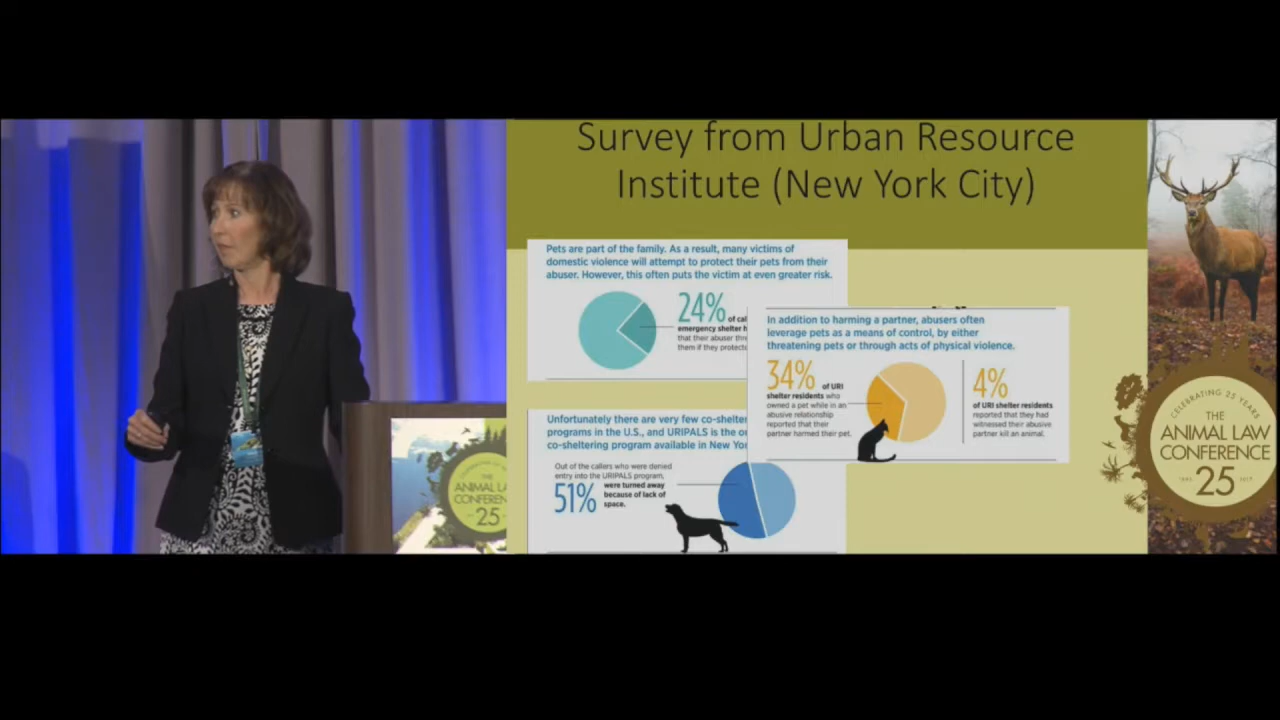 Survey from Urban Resource
Institute (New York City)
Pets are part of the family. As a result, many victims of
domestic violence will attempt to protect their pets from their
abuser. However, this often puts the victim at even greater risk.
24%
emergency shelter
that their abuser
them if they
In addition to harming a partner, abusers often
leverage pets as a means of control, by either
threatening pets or through acts of physical violence.
34% of URI
shelter residents who
owned a pet while in an
abusive relationship
reported that their
partner harmed their pet.
4%
of URI shelter residents
reported that they had
witnessed their abusive
partner kill an animal.
Unfortunately there are very few co-shelter
programs in the U.S., and URIPALS is the
co-sheltering program available in New
Out of the callers who were denied
entry into the URIPALS program,
51% were turned away
because of lack of
space.
CELEBRATING 25 YEARS
THE
ANIMAL LAW
CONFERENCE
25
THE
ANIMAL
CONFEREN
25